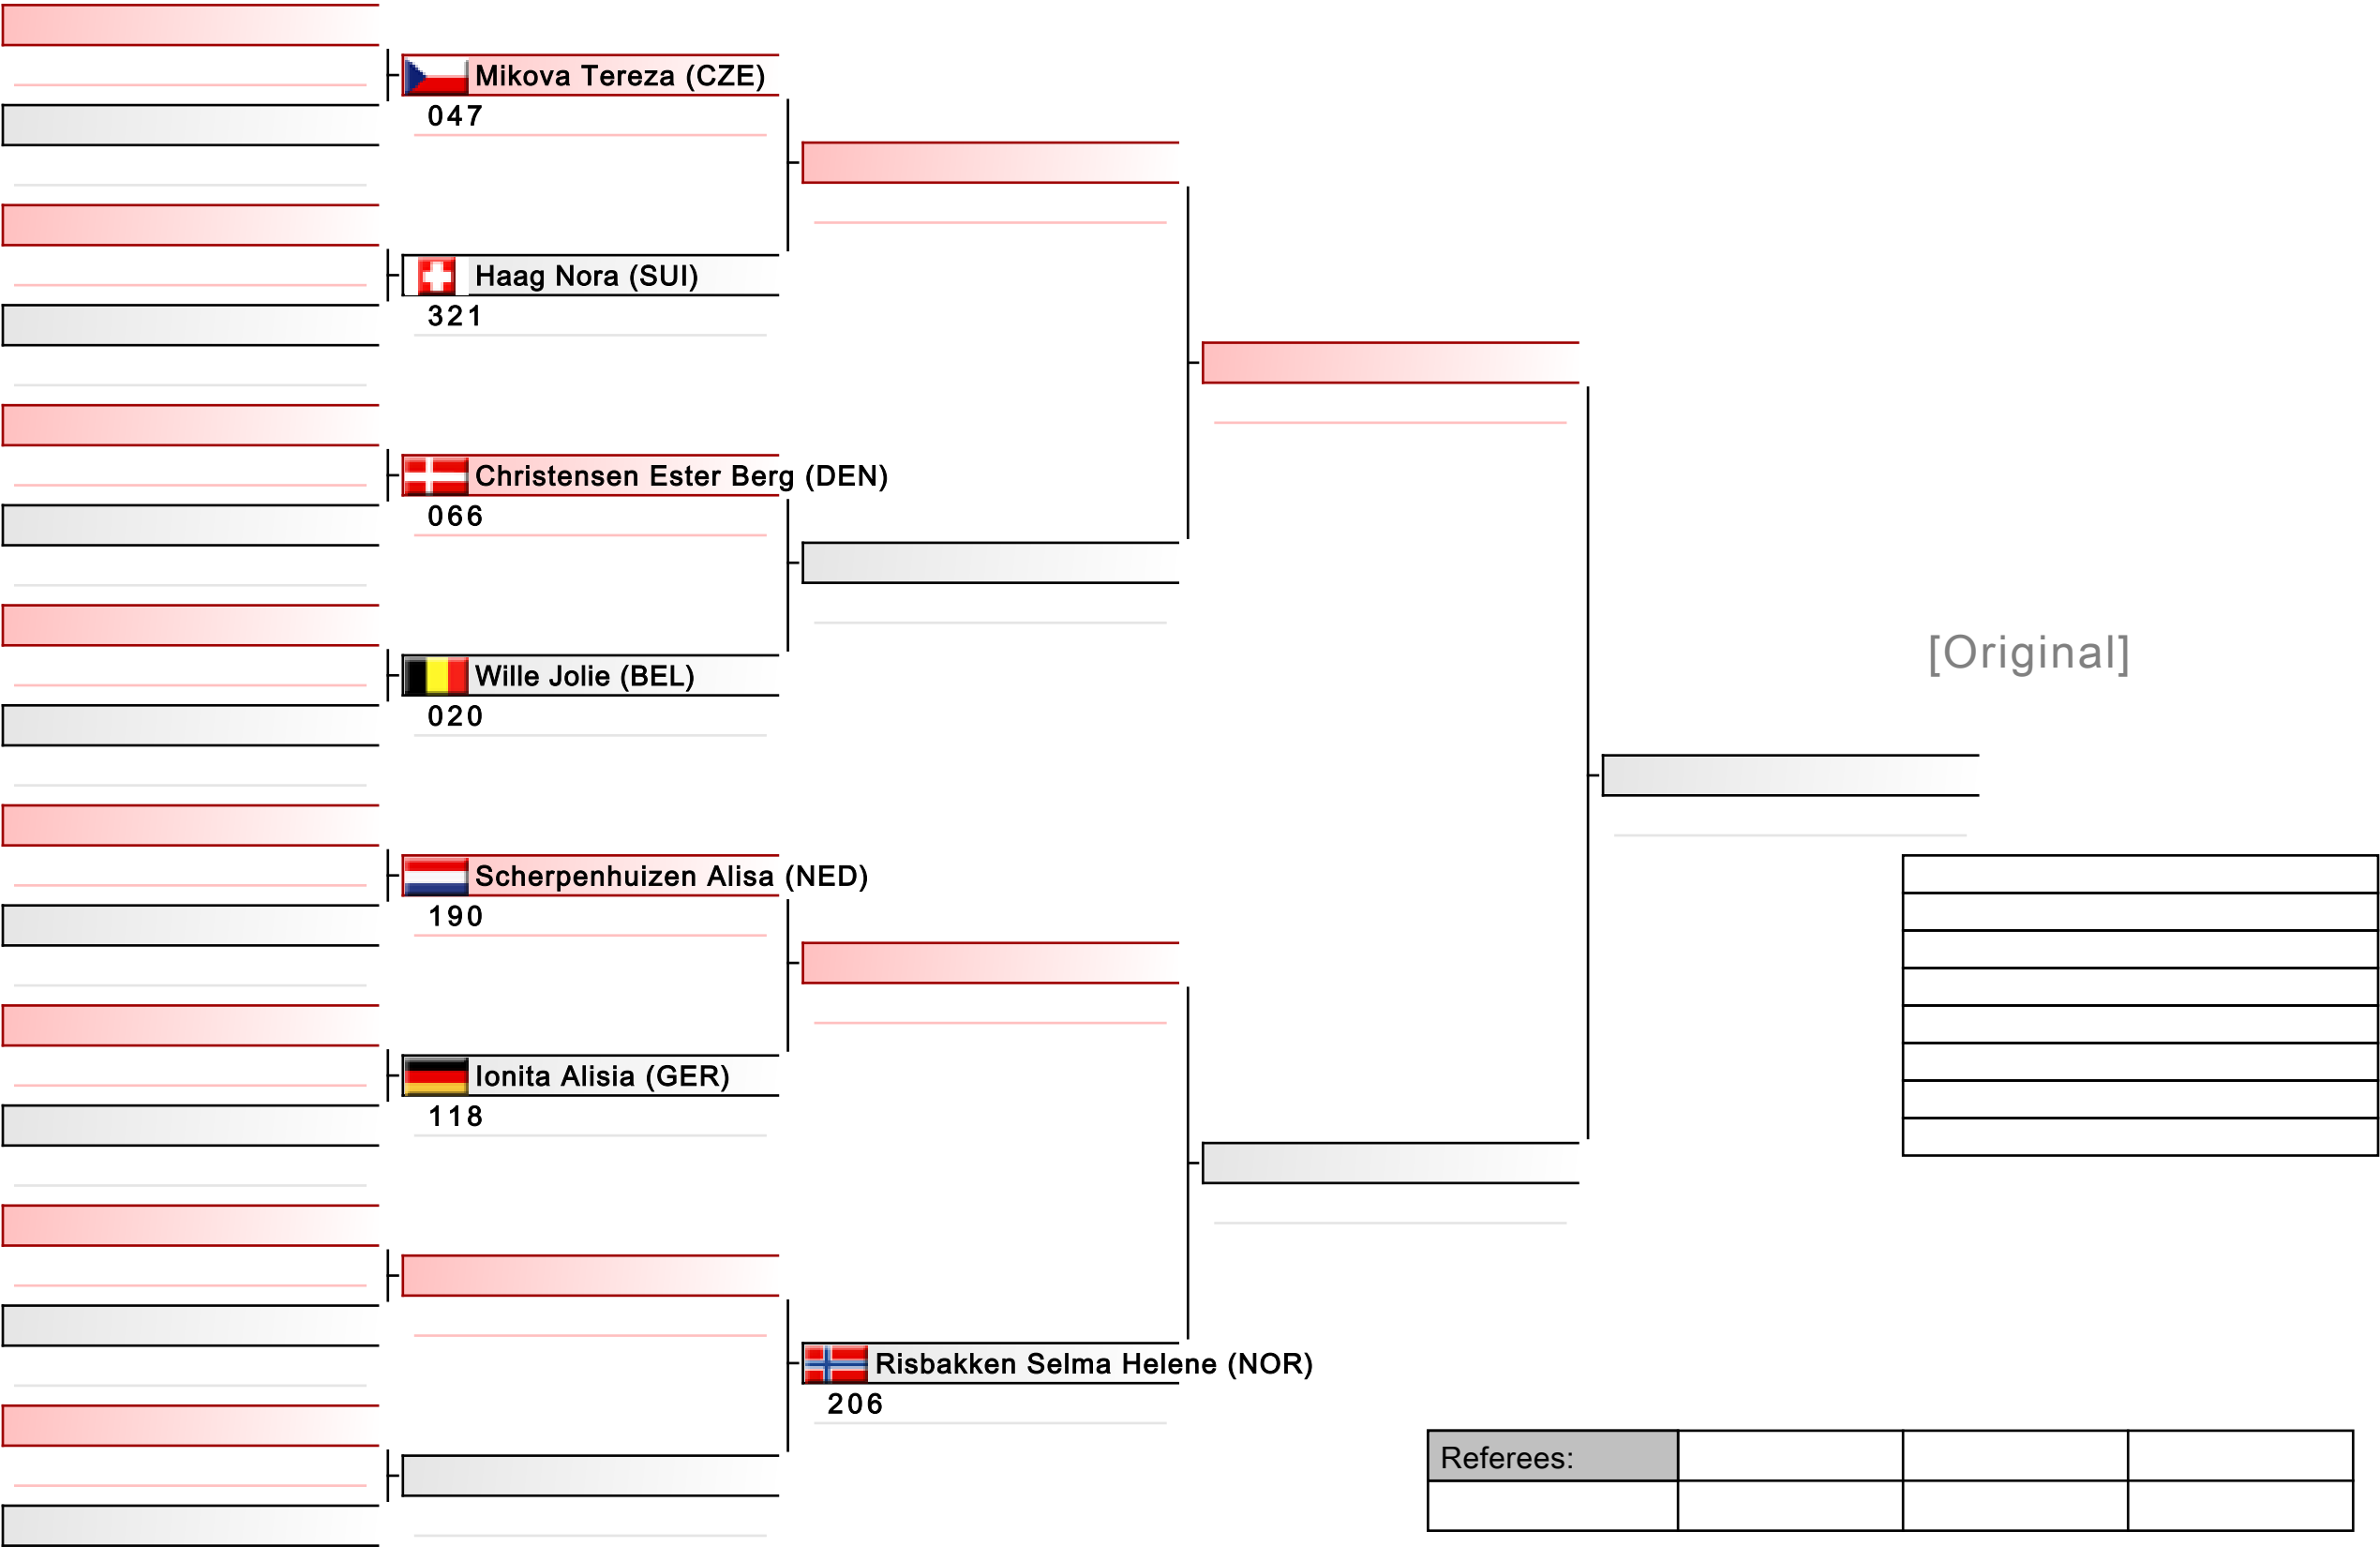 Mikova Tereza (CZE)
047
Haag Nora (SUI)
321
Christensen Ester Berg (DEN)
066
[Original]
Wille Jolie (BEL)
020
Scherpenhuizen Alisa (NED)
190
Ionita Alisia (GER)
118
Risbakken Selma Helene (NOR)
206
Referees: